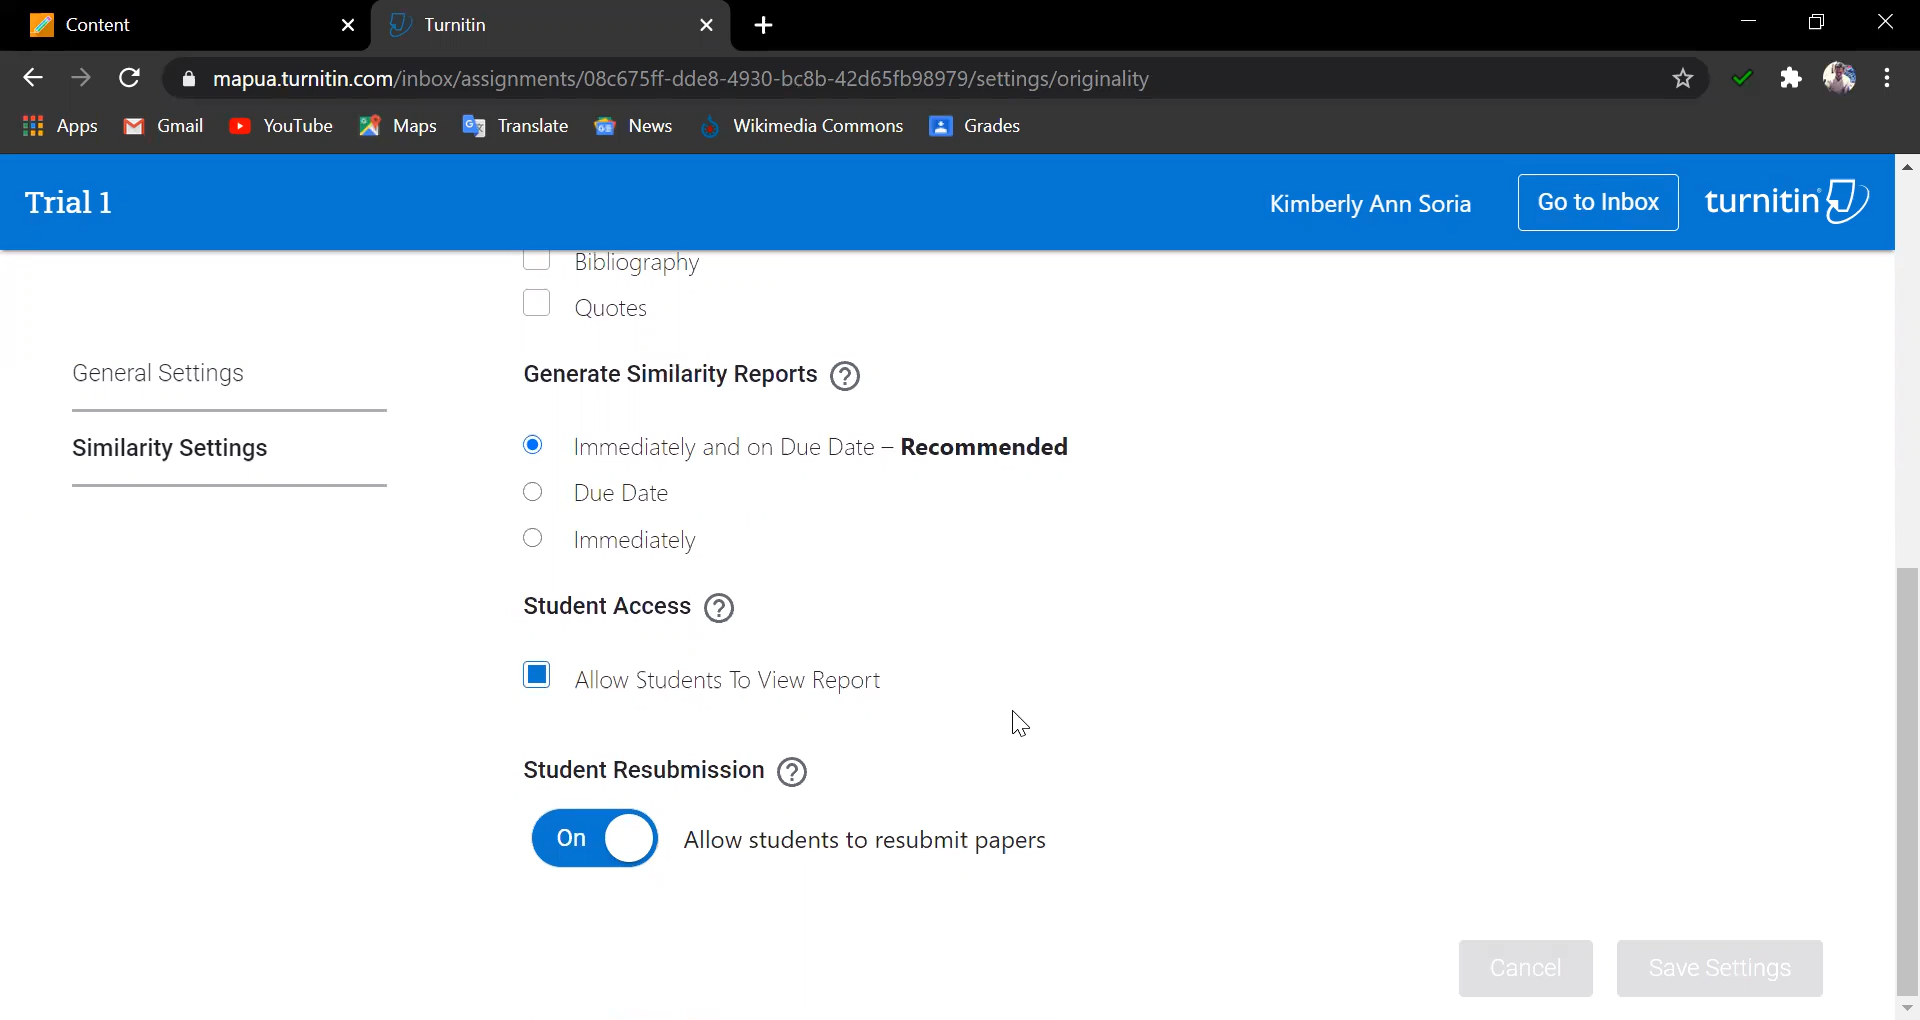 Content
Turnitin
mapua.turnitin.com/inbox/assignments/08c675ff-dde8-4930-bc8b-42d65fb98979/settings/originality
Apps Gmail YouTube Maps Translate News Wikimedia Commons Grades
Trial 1
Kimberly Ann Soria
Go to Inbox
turnitin
Bibliography
Quotes
General Settings
Similarity Settings
Generate Similarity Reports ?
Immediately and on Due Date – Recommended
Due Date
Immediately
Student Access ?
Allow Students To View Report
Student Resubmission ?
On Allow students to resubmit papers
Cancel
Save Settings